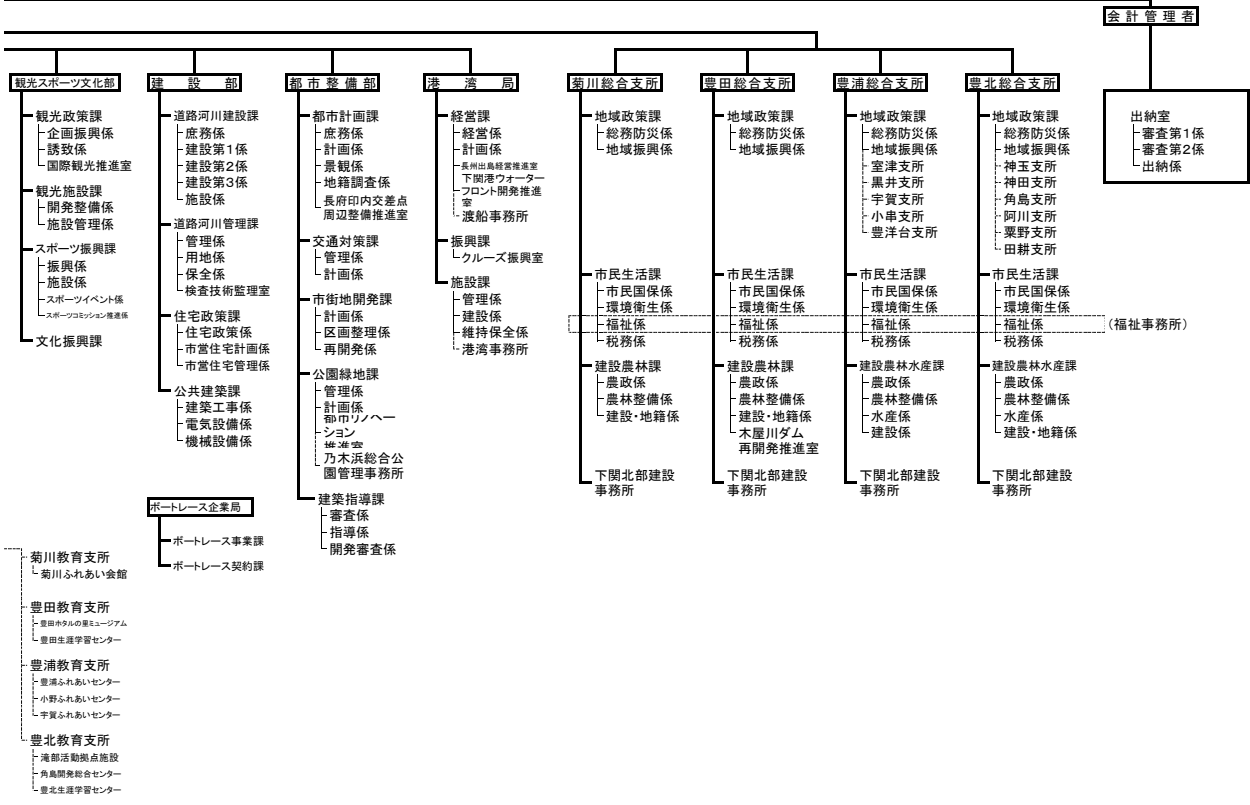 会計管理者
出納室
審査第1係
審査第2係
出納係
観光スポーツ文化部
観光政策課
企画振興係
誘致係
国際観光推進室
観光施設課
開発整備係
施設管理係
スポーツ振興課
振興係
施設係
スポーツイベント係
スポーツコミッション推進係
文化振興課
建設部
道路河川建設課
庶務係
建設第1係
建設第2係
建設第3係
施設係
道路河川管理課
管理係
用地係
保全係
検査技術監理室
住宅政策課
住宅政策係
市営住宅計画係
市営住宅管理係
公共建築課
建築工事係
電気設備係
機械設備係
都市整備部
都市計画課
庶務係
計画係
景観係
地籍調査係
長府印内交差点
周辺整備推進室
交通対策課
管理係
計画係
市街地開発課
計画係
区画整理係
再開発係
公園緑地課
管理係
計画係
都市リノベー
ション
推進室
乃木浜総合公
園管理事務所
建築指導課
審査係
指導係
開発審査係
港湾局
経営課
経営係
計画係
長州出島経営推進室
下関港ウォーター
フロント開発推進
室
渡船事務所
振興課
クルーズ振興室
施設課
管理係
建設係
維持保全係
港湾事務所
菊川総合支所
地域政策課
総務防災係
地域振興係
市民生活課
市民国保係
環境衛生係
福祉係
税務係
建設農林課
農政係
農林整備係
建設・地籍係
下関北部建設
事務所
豊田総合支所
地域政策課
総務防災係
地域振興係
市民生活課
市民国保係
環境衛生係
福祉係
税務係
建設農林課
農政係
農林整備係
建設・地籍係
木屋川ダム
再開発推進室
下関北部建設
事務所
豊浦総合支所
地域政策課
総務防災係
地域振興係
室津支所
黒井支所
宇賀支所
小串支所
豊洋台支所
市民生活課
市民国保係
環境衛生係
福祉係
税務係
建設農林水産課
農政係
農林整備係
水産係
建設係
下関北部建設
事務所
豊北総合支所
地域政策課
総務防災係
地域振興係
神玉支所
神田支所
角島支所
阿川支所
粟野支所
田耕支所
市民生活課
市民国保係
環境衛生係
福祉係
税務係
建設農林水産課
農政係
農林整備係
水産係
建設・地籍係
下関北部建設
事務所
(福祉事務所)
ボートレース企業局
ボートレース事業課
ボートレース契約課
菊川教育支所
菊川ふれあい会館
豊田教育支所
豊田ホタルの里ミュージアム
豊田生涯学習センター
豊浦教育支所
豊浦ふれあいセンター
小野ふれあいセンター
宇賀ふれあいセンター
豊北教育支所
滝部活動拠点施設
角島開発総合センター
豊北生涯学習センター